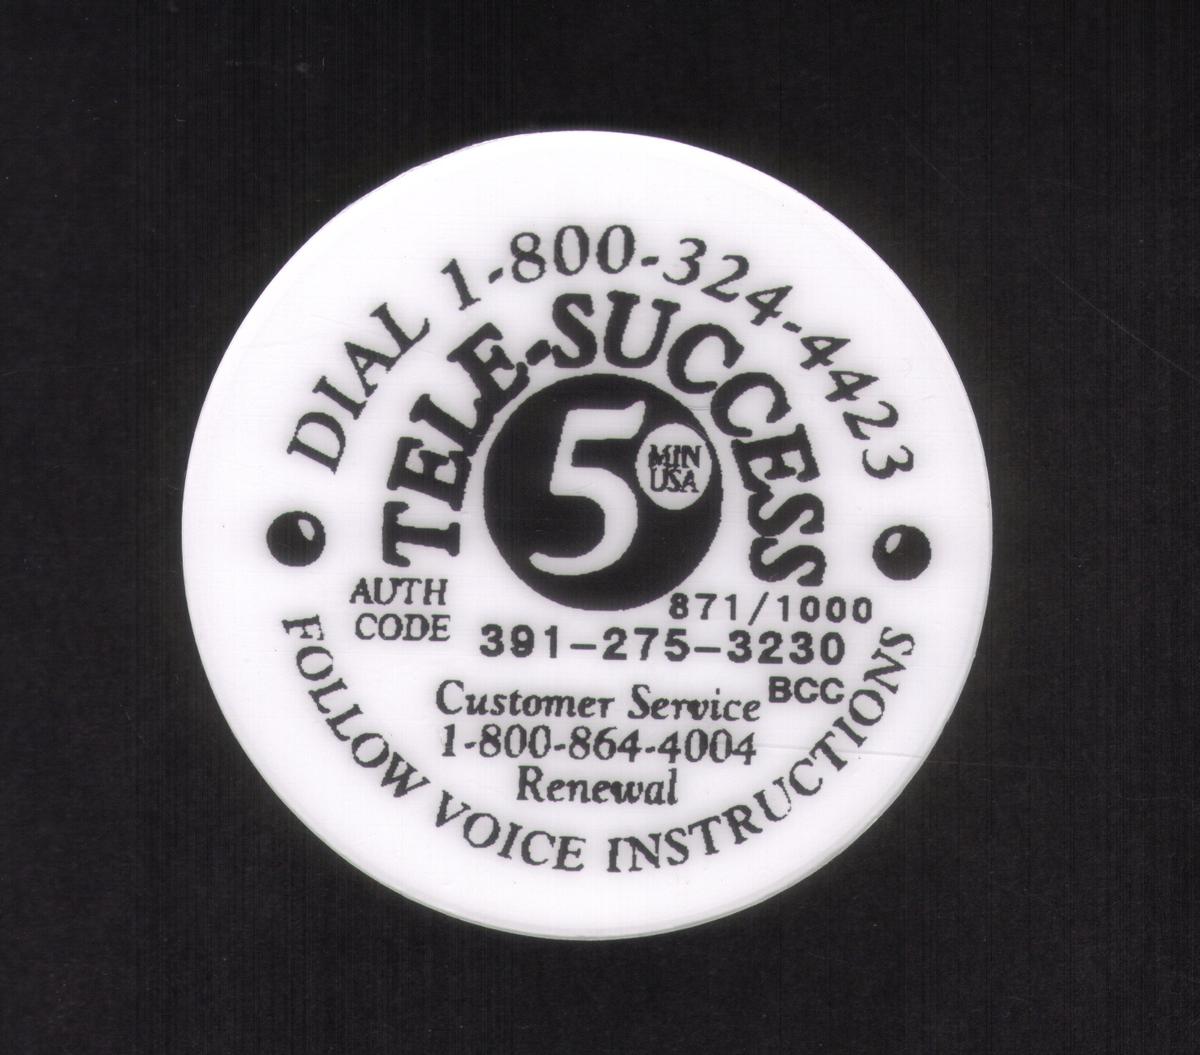 DIAL 1-800-324-4423
TELE-SUCCESS
5
MIN
USA
AUTH
CODE
871/1000
391-275-3230
BCC
Customer Service
1-800-864-4004
Renewal
FOLLOW VOICE INSTRUCTIONS